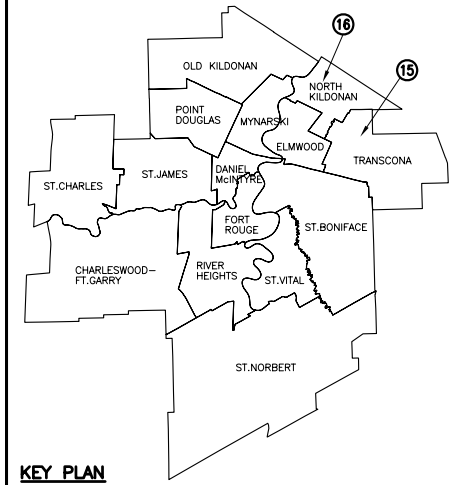 16
OLD KILDONAN
NORTH
KILDONAN
15
POINT
DOUGLAS
MYNARSKI
ELMWOOD
TRANSCONA
ST.CHARLES
ST.JAMES
DANIEL
McINTYRE
FORT
ROUGE
ST.BONIFACE
CHARLESWOOD-
FT.GARRY
RIVER
HEIGHTS
ST.VITAL
ST.NORBERT
KEY PLAN